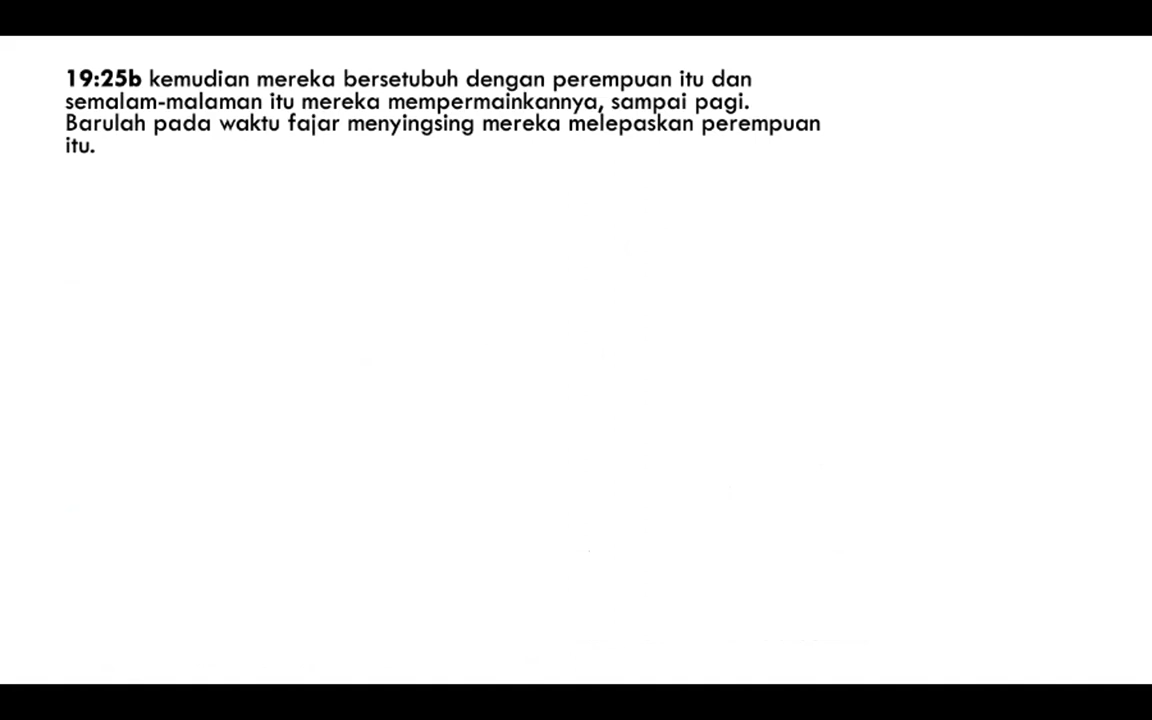 19:25b kemudian mereka bersetubuh dengan perempuan itu dan
semalam-malaman itu mereka mempermainkannya, sampai pagi.
Barulah pada waktu fajar menyingsing mereka melepaskan perempuan
itu.